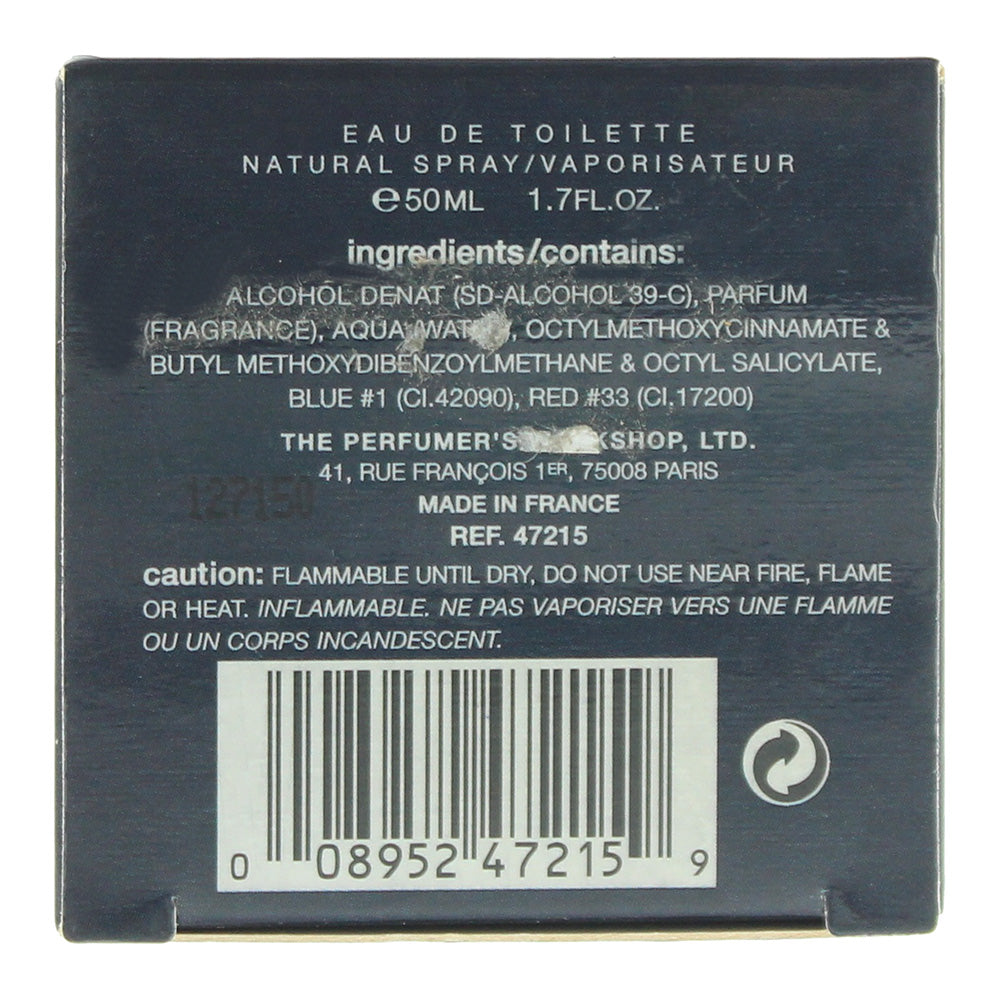 EAU DE TOILETTE
NATURAL SPRAY/VAPORISATEUR
℮50ML 1.7FL.OZ.
ingredients/contains:
ALCOHOL DENAT (SD-ALCOHOL 39-C), PARFUM
(FRAGRANCE), AQUA (WATER), OCTYLMETHOXYCINNAMATE &
BUTYL METHOXYDIBENZOYLMETHANE & OCTYL SALICYLATE,
BLUE #1 (CI.42090), RED #33 (CI.17200)
THE PERFUMER'S WORKSHOP, LTD.
41, RUE FRANÇOIS 1ER, 75008 PARIS
127150
MADE IN FRANCE
REF. 47215
caution: FLAMMABLE UNTIL DRY, DO NOT USE NEAR FIRE, FLAME
OR HEAT. INFLAMMABLE. NE PAS VAPORISER VERS UNE FLAMME
OU UN CORPS INCANDESCENT.
0 08952 47215 9